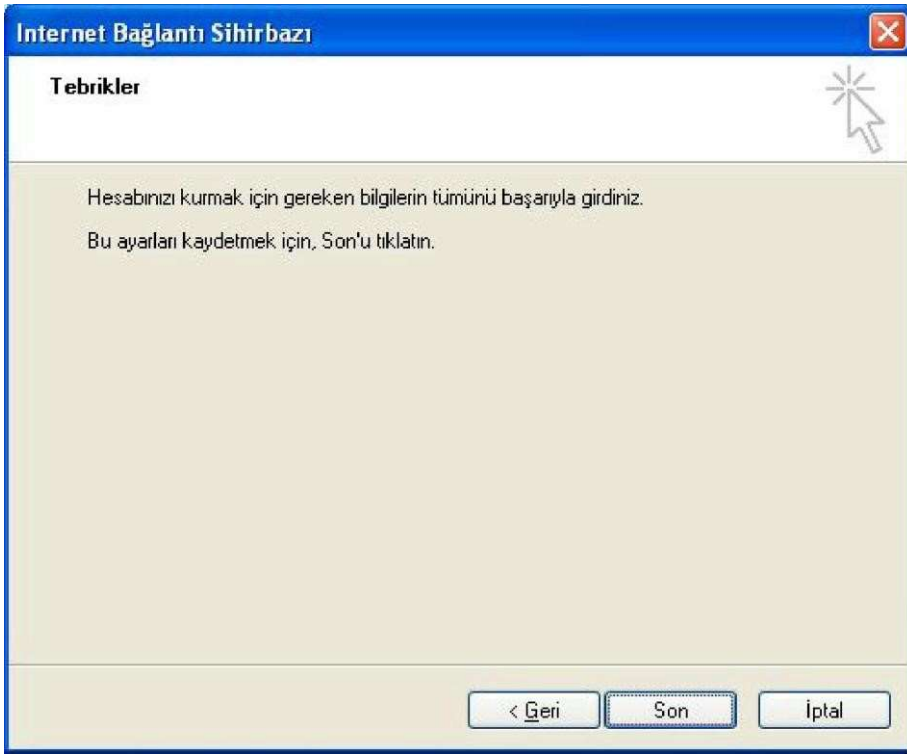 Internet Bağlantı Sihirbazı
Tebrikler
Hesabınızı kurmak için gereken bilgilerin tümünü başarıyla girdiniz.
Bu ayarları kaydetmek için, Son'u tıklatın.
< Geri
Son
İptal